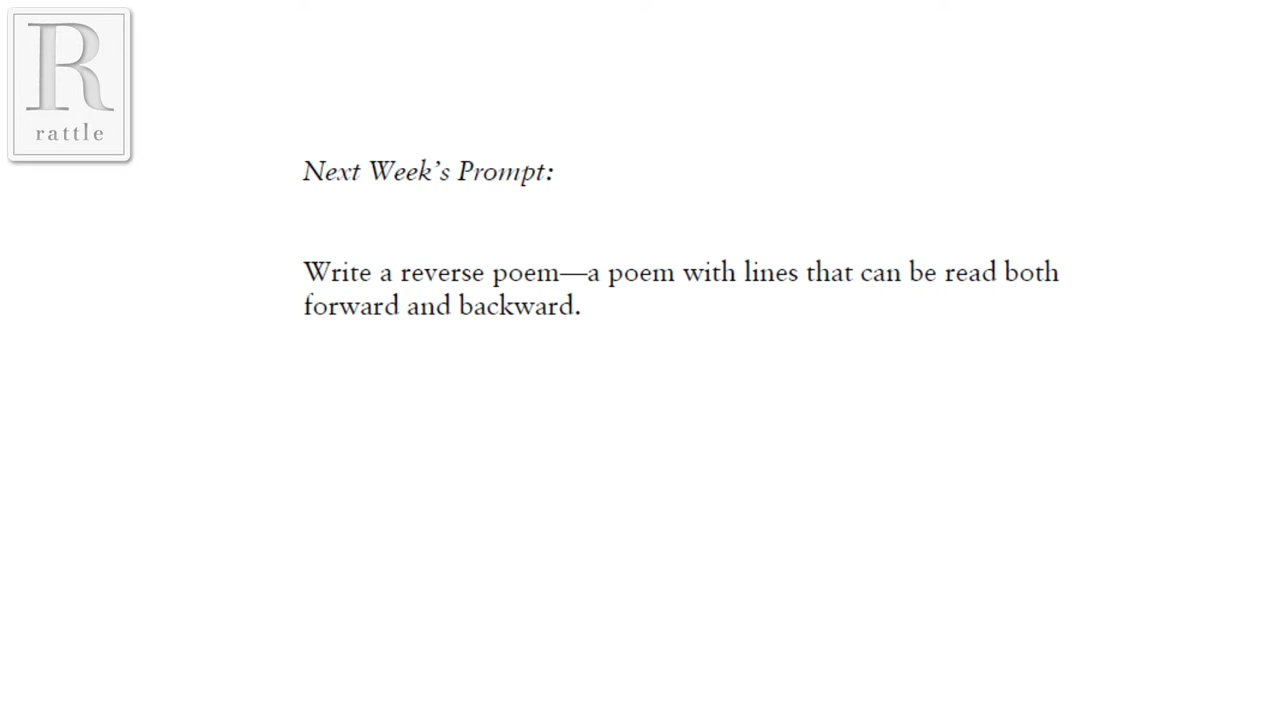 R
rattle
Next Week's Prompt:
Write a reverse poem—a poem with lines that can be read both
forward and backward.